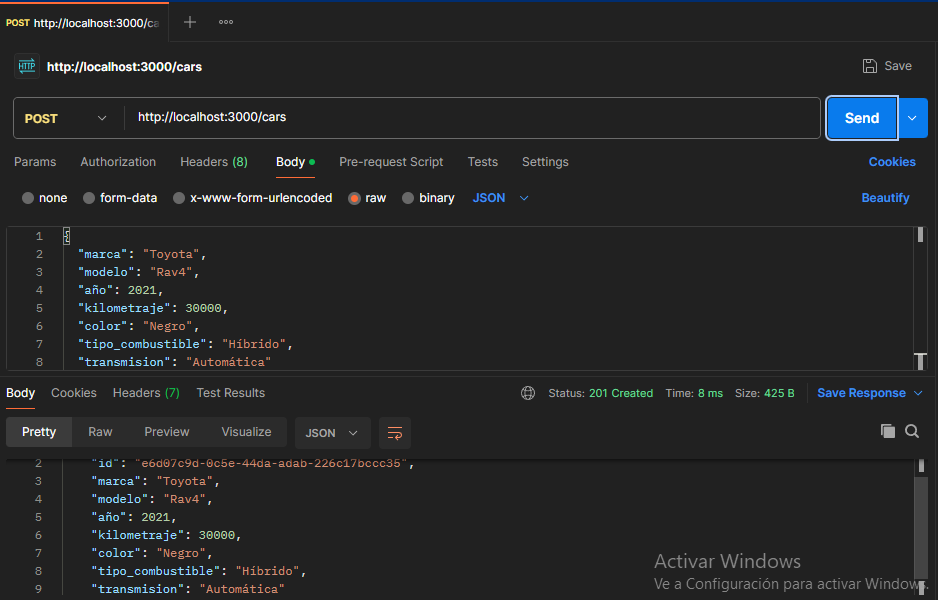 POST http://localhost:3000/ca
HTTP http://localhost:3000/cars Save
POST http://localhost:3000/cars Send
Params Authorization Headers (8) Body Pre-request Script Tests Settings Cookies
none form-data x-www-form-urlencoded raw binary JSON Beautify
1 {
2 "marca": "Toyota",
3 "modelo": "Rav4",
4 "año": 2021,
5 "kilometraje": 30000,
6 "color": "Negro",
7 "tipo_combustible": "Híbrido",
8 "transmision": "Automática"
Body Cookies Headers (7) Test Results Status: 201 Created Time: 8 ms Size: 425 B Save Response
Pretty Raw Preview Visualize JSON
2 "id": "e6d07c9d-0c5e-44da-adab-226c17bccc35",
3 "marca": "Toyota",
4 "modelo": "Rav4",
5 "año": 2021,
6 "kilometraje": 30000,
7 "color": "Negro",
8 "tipo_combustible": "Híbrido",
9 "transmision": "Automática"
Activar Windows
Ve a Configuración para activar Windows.